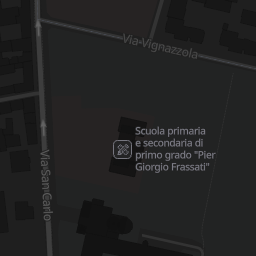 Via Vignazzola
Scuola primaria
e secondaria di
primo grado "Pier
Giorgio Frassati"
Via San Carlo